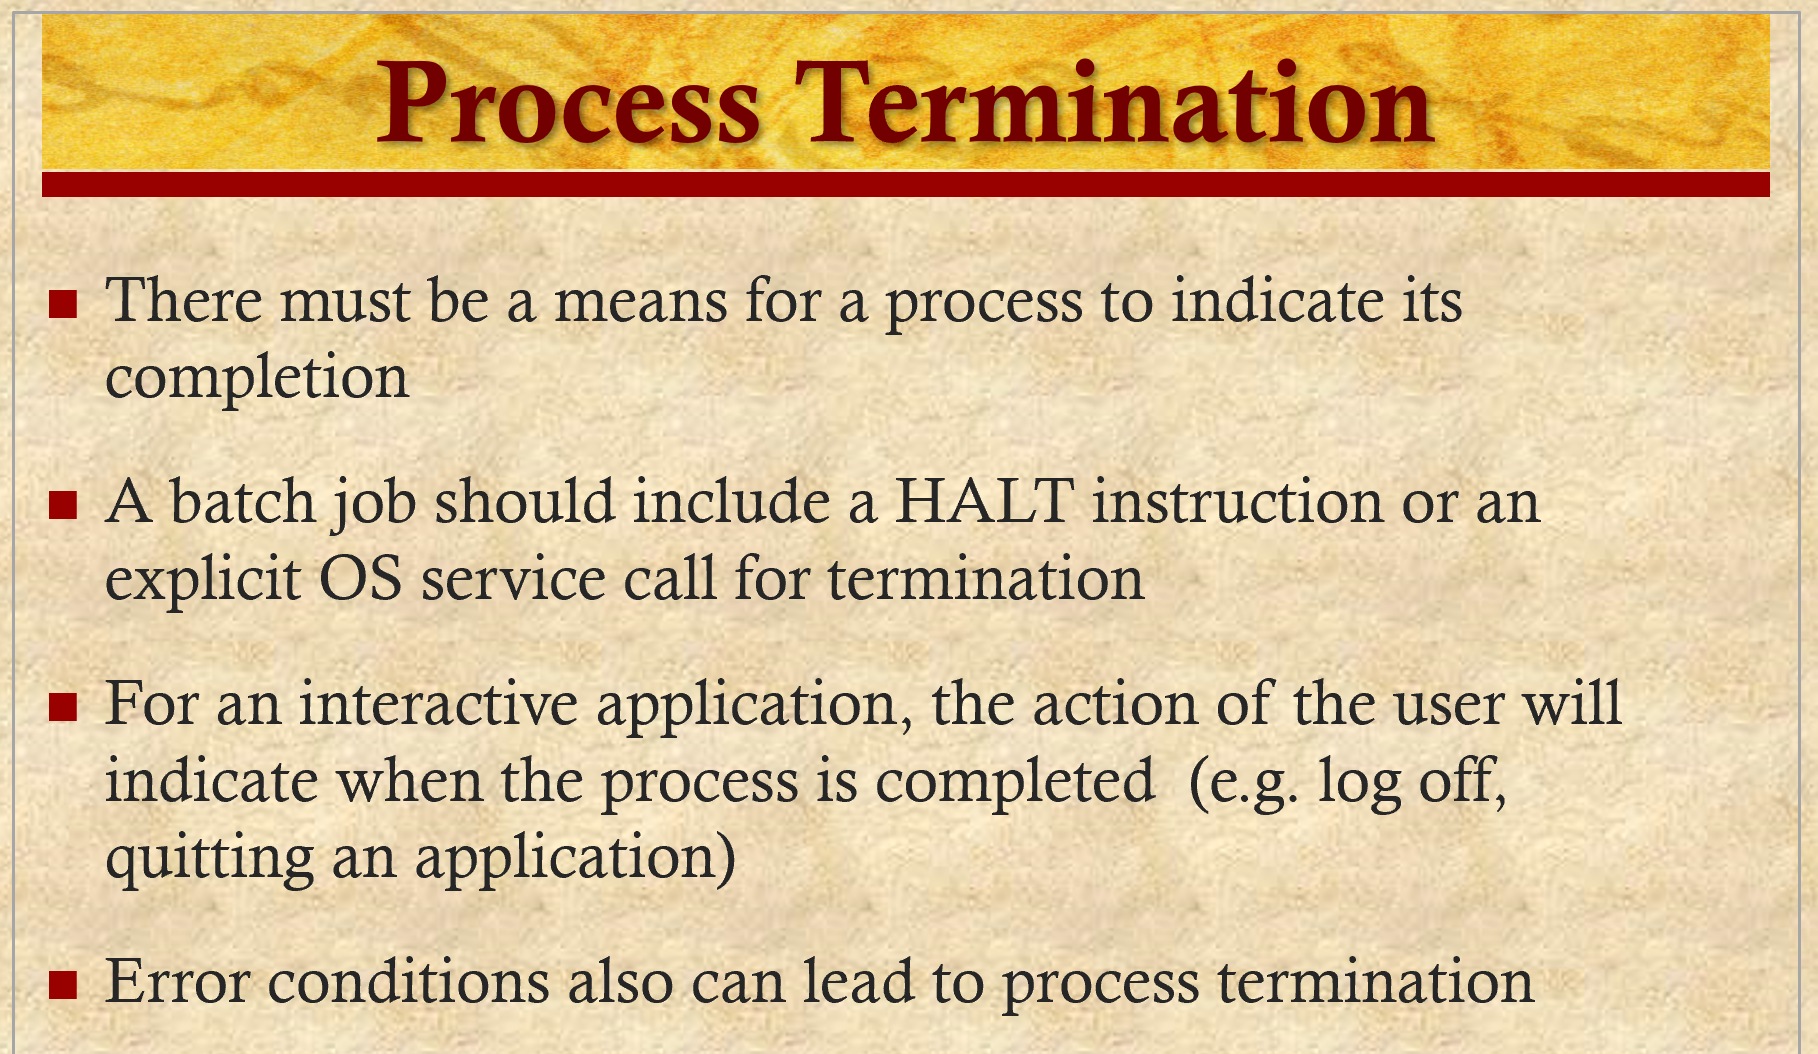 Process Termination
There must be a means for a process to indicate its
completion
A batch job should include a HALT instruction or an
explicit OS service call for termination
For an interactive application, the action of the user will
indicate when the process is completed  (e.g. log off,
quitting an application)
Error conditions also can lead to process termination